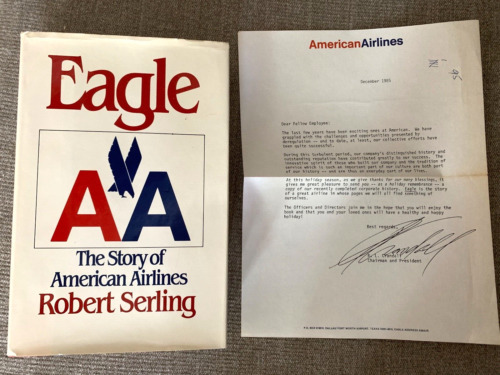 Eagle
AA
The Story of
American Airlines
Robert Serling
AmericanAirlines
December 1985
Dear Fellow Employee:
The last few years have been exciting ones at American. We have
grappled with the challenges and opportunities presented by
deregulation -- and to date, at least, our collective efforts have
been quite successful.
During this turbulent period, our company's distinguished history and
outstanding reputation have contributed greatly to our success. The
innovative spirit of those who built our company and the tradition of
service which is such an important part of our culture are both part
of our history -- and are thus an everyday part of our lives.
At this holiday season, as we give thanks for our many blessings, it
gives me great pleasure to send you -- as a holiday remembrance -- a
copy of our recently completed corporate history. Eagle is the story
of a great airline in whose pages we will all find something of
ourselves.
The Officers and Directors join me in the hope that you will enjoy the
book and that you and your loved ones will have a healthy and happy
holiday!
Best regards,
R. L. Crandall
Chairman and President